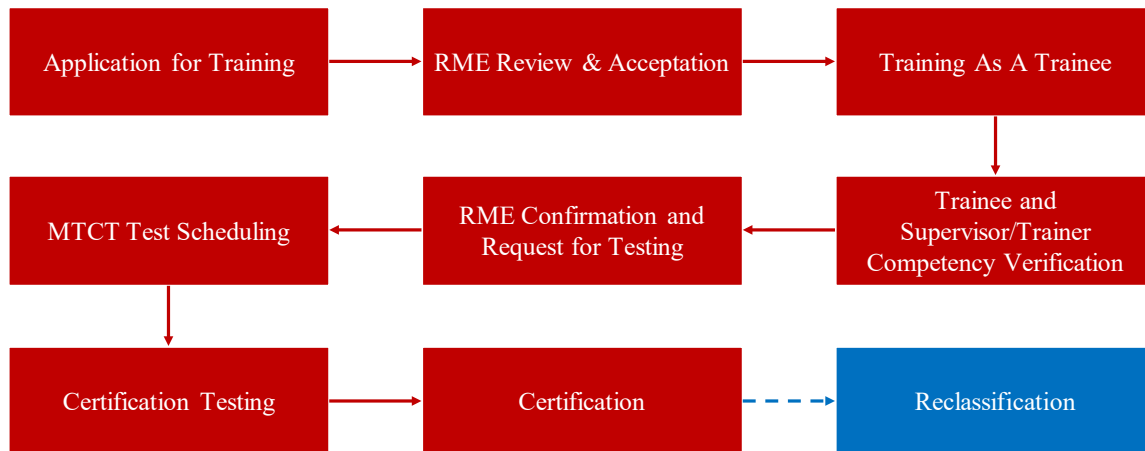 Application for Training
RME Review & Acceptation
Training As A Trainee
Trainee and
Supervisor/Trainer
Competency Verification
RME Confirmation and
Request for Testing
MTCT Test Scheduling
Certification Testing
Certification
Reclassification